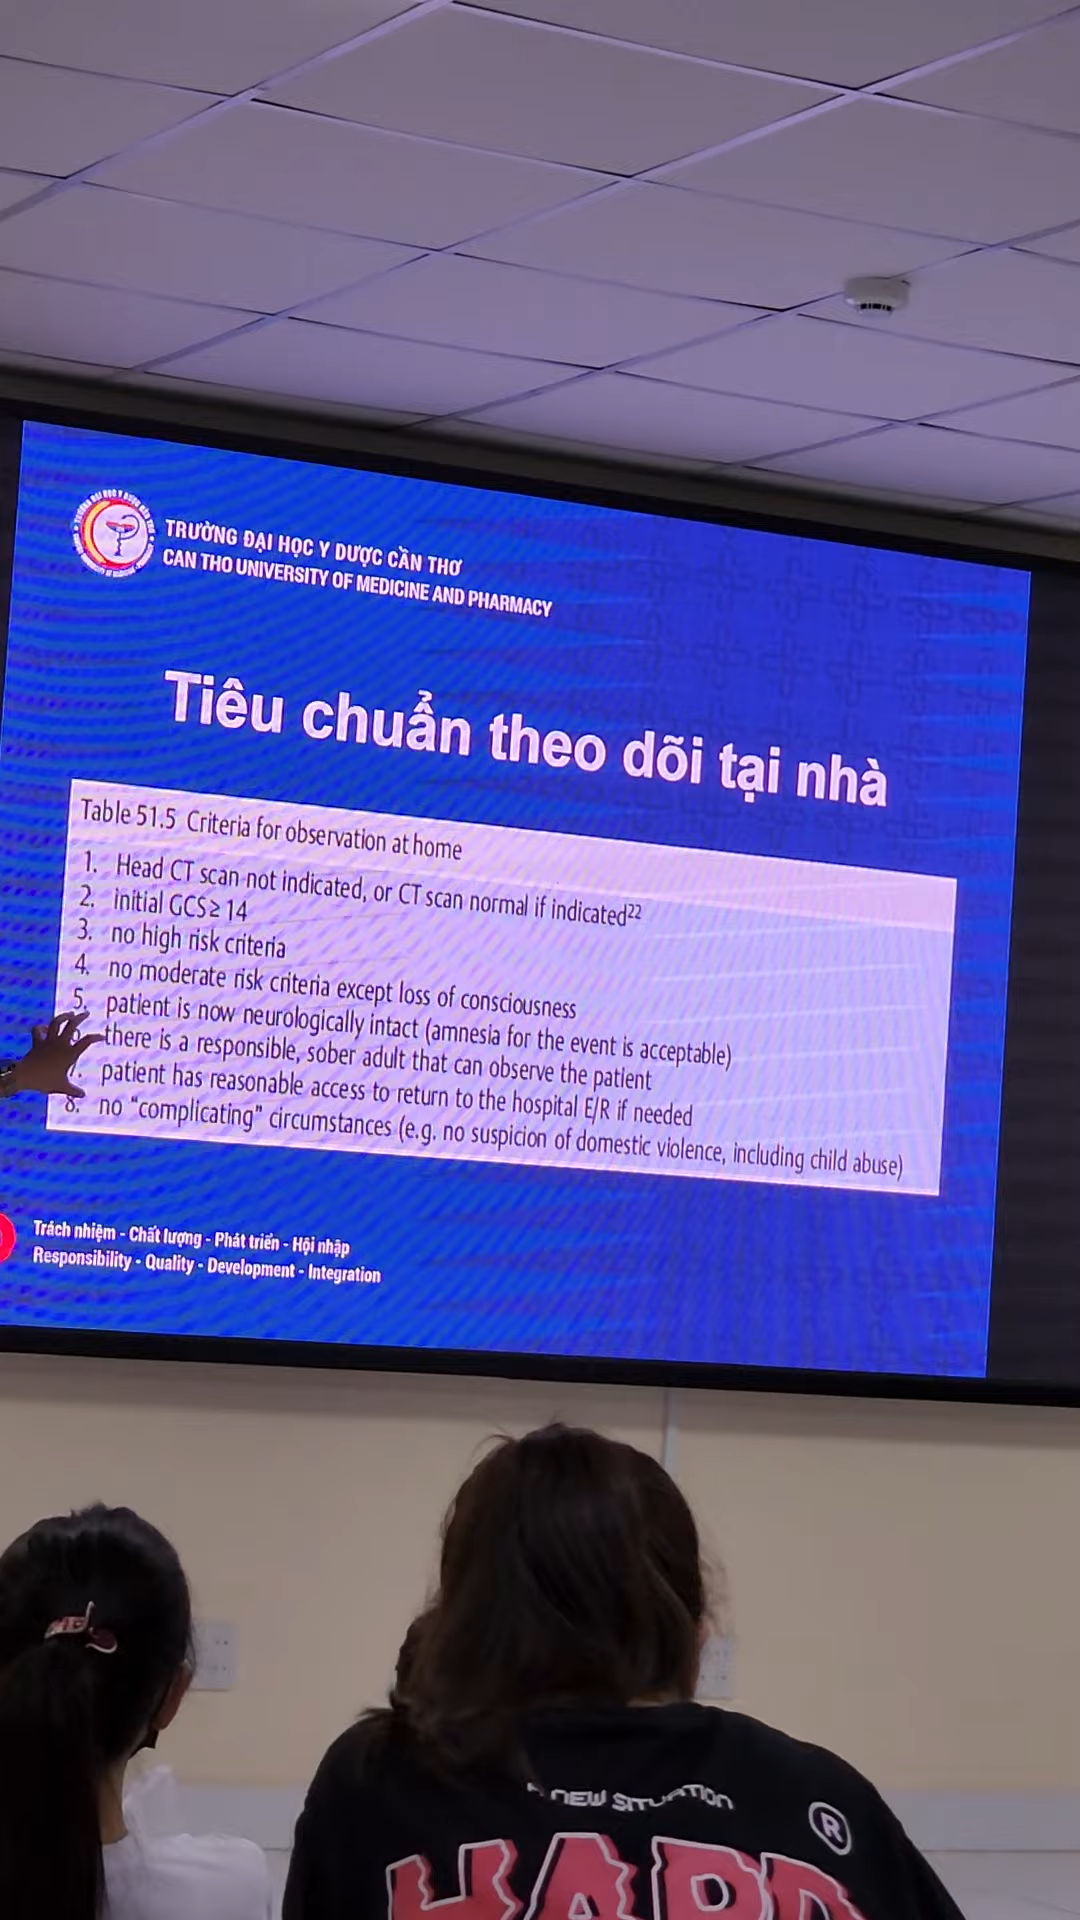 TRƯỜNG ĐẠI HỌC Y DƯỢC CẦN THƠ
CAN THO UNIVERSITY OF MEDICINE AND PHARMACY
Tiêu chuẩn theo dõi tại nhà
Table 51.5 Criteria for observation at home
1. Head CT scan not indicated, or CT scan normal if indicated22
2. initial GCS≥ 14
3. no high risk criteria
4. no moderate risk criteria except loss of consciousness
5. patient is now neurologically intact (amnesia for the event is acceptable)
there is a responsible, sober adult that can observe the patient
7. patient has reasonable access to return to the hospital E/R if needed
8. no "complicating" circumstances (e.g. no suspicion of domestic violence, including child abuse)
Trách nhiệm - Chất lượng - Phát triển - Hội nhập
Responsibility - Quality - Development - Integration
NEW SITUATION
®